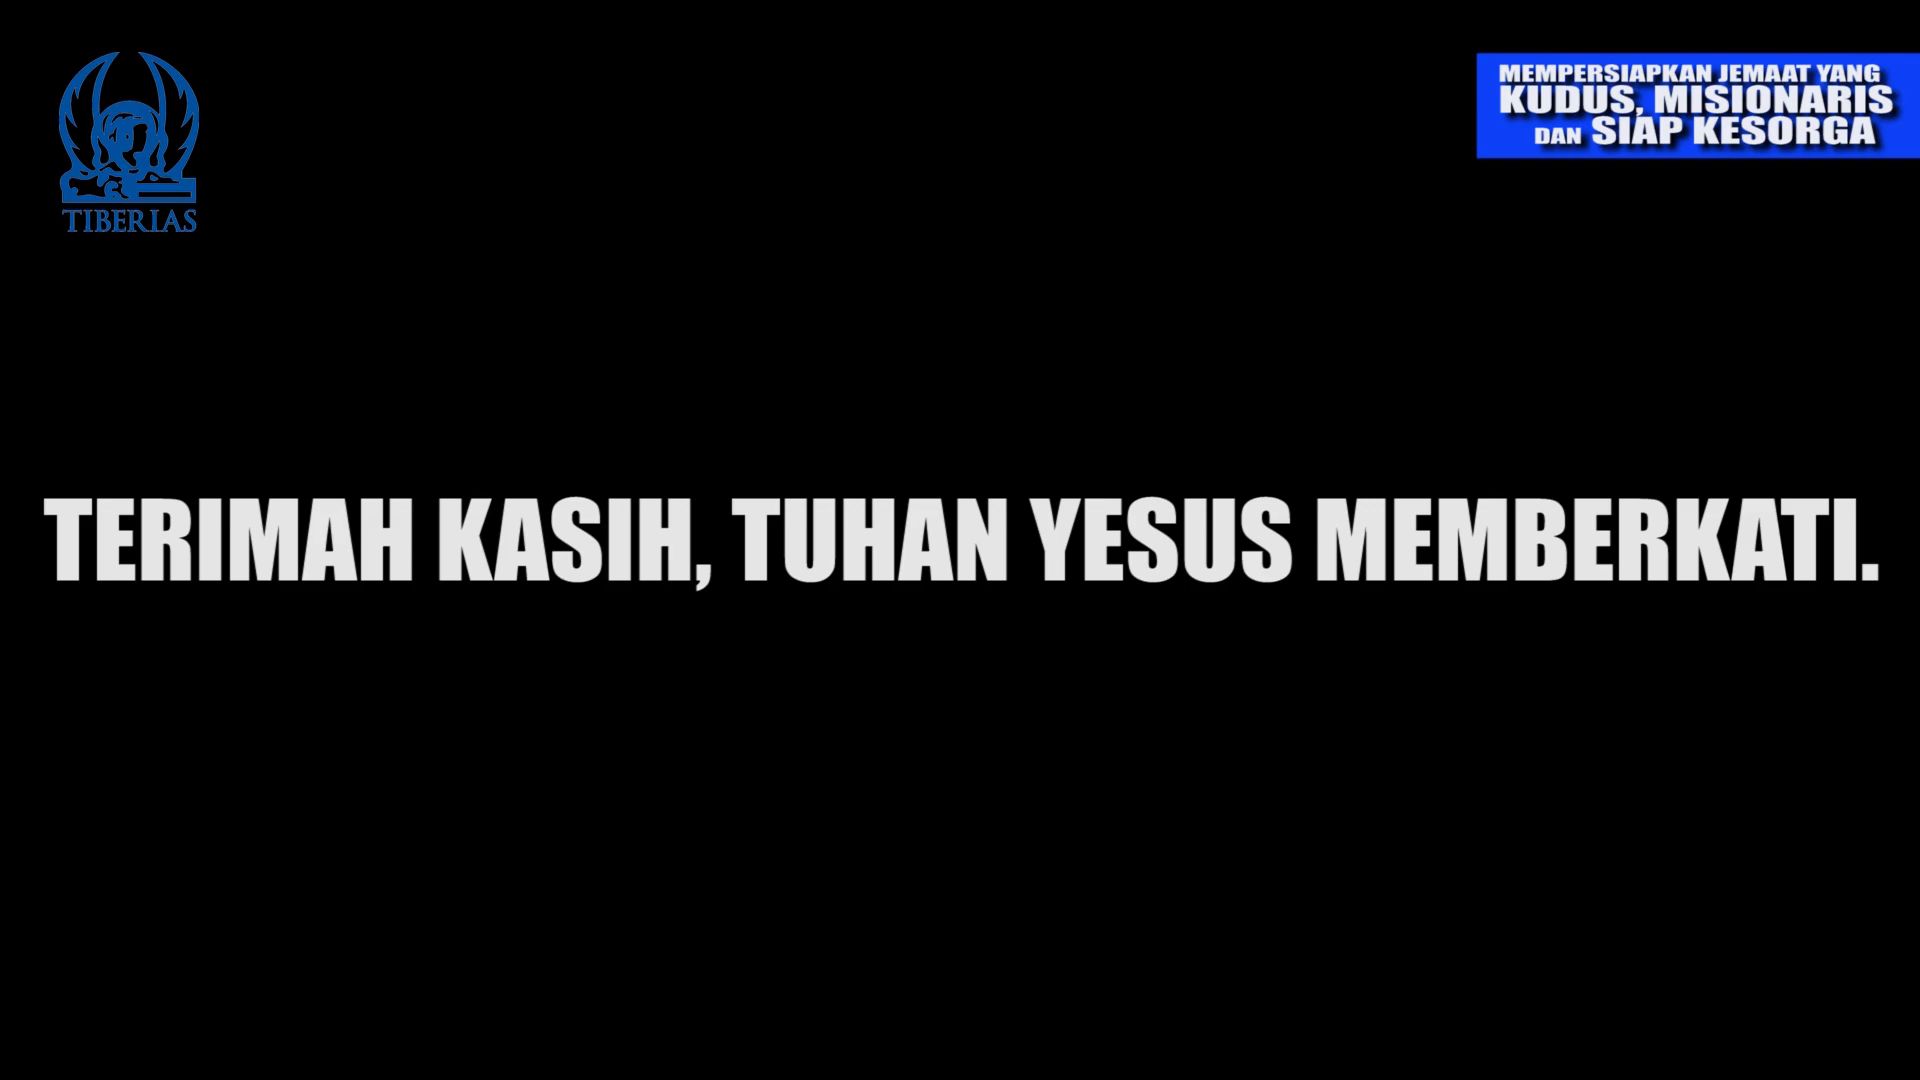 TIBERIAS
MEMPERSIAPKAN JEMAAT YANG
KUDUS, MISIONARIS
DAN SIAP KESORGA
TERIMAH KASIH, TUHAN YESUS MEMBERKATI.